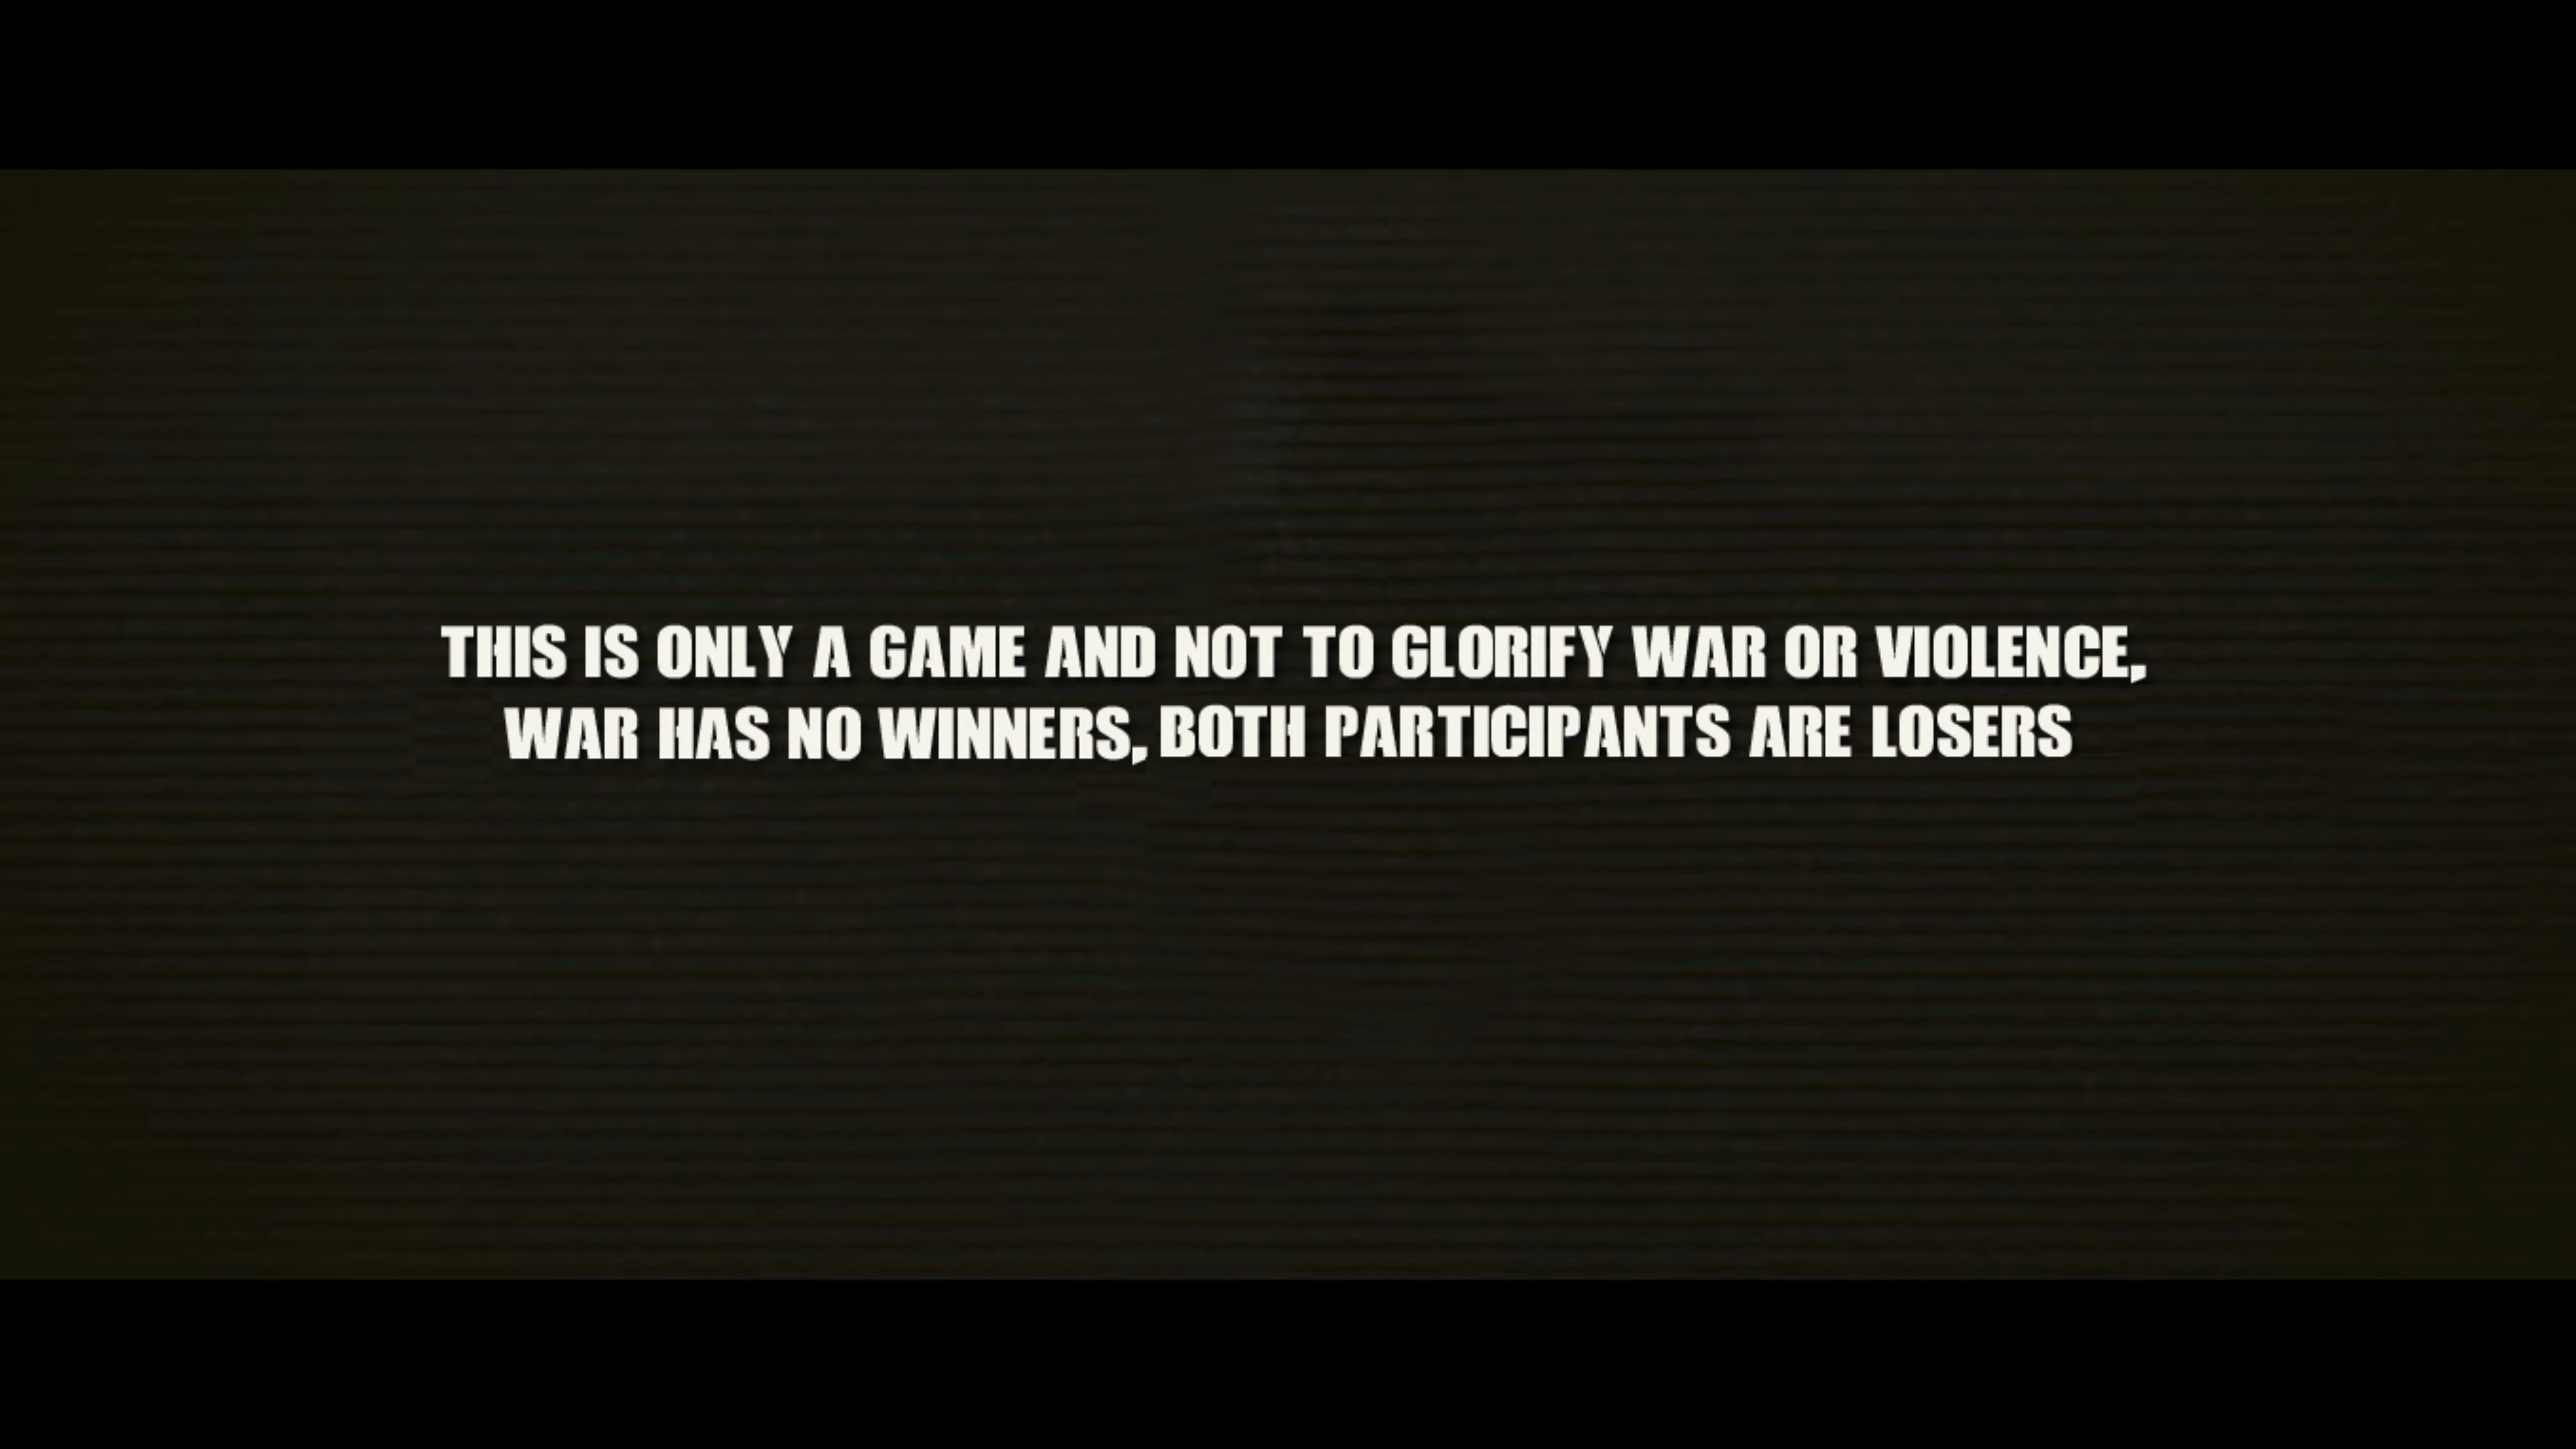 THIS IS ONLY A GAME AND NOT TO GLORIFY WAR OR VIOLENCE,
WAR HAS NO WINNERS, BOTH PARTICIPANTS ARE LOSERS